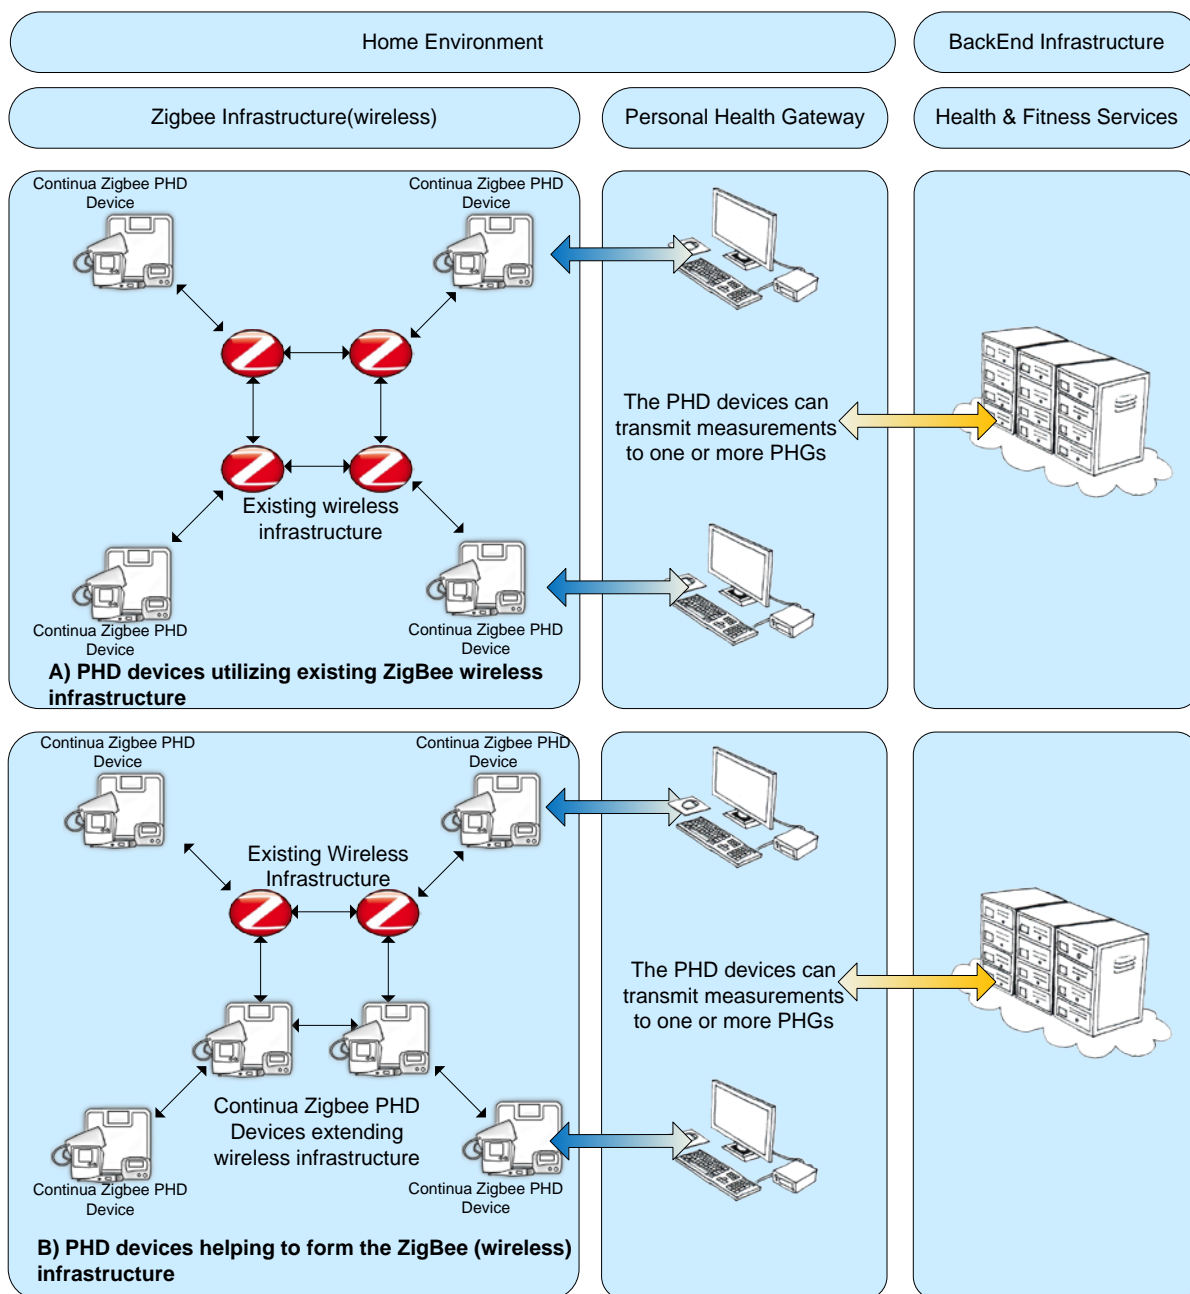 Home Environment
BackEnd Infrastructure
Zigbee Infrastructure(wireless)
Personal Health Gateway
Health & Fitness Services
Continua Zigbee PHD
Device
Continua Zigbee PHD
Device
Z
Z
Z
Z
Existing wireless
infrastructure
Continua Zigbee PHD
Device
Continua Zigbee PHD
Device
A) PHD devices utilizing existing ZigBee wireless
infrastructure
The PHD devices can
transmit measurements
to one or more PHGs
Continua Zigbee PHD
Device
Continua Zigbee PHD
Device
Existing Wireless
Infrastructure
Z
Z
Continua Zigbee PHD
Devices extending
wireless infrastructure
Continua Zigbee PHD
Device
Continua Zigbee PHD
Device
B) PHD devices helping to form the ZigBee (wireless)
infrastructure
The PHD devices can
transmit measurements
to one or more PHGs